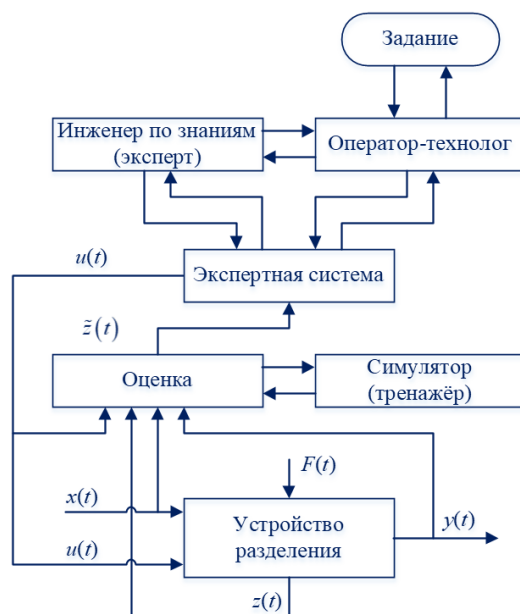 Задание
Инженер по знаниям
(эксперт)
Оператор-технолог
u(t)
Экспертная система
z̃(t)
Оценка
Симулятор
(тренажёр)
F(t)
x(t)
y(t)
Устройство
разделения
u(t)
z(t)